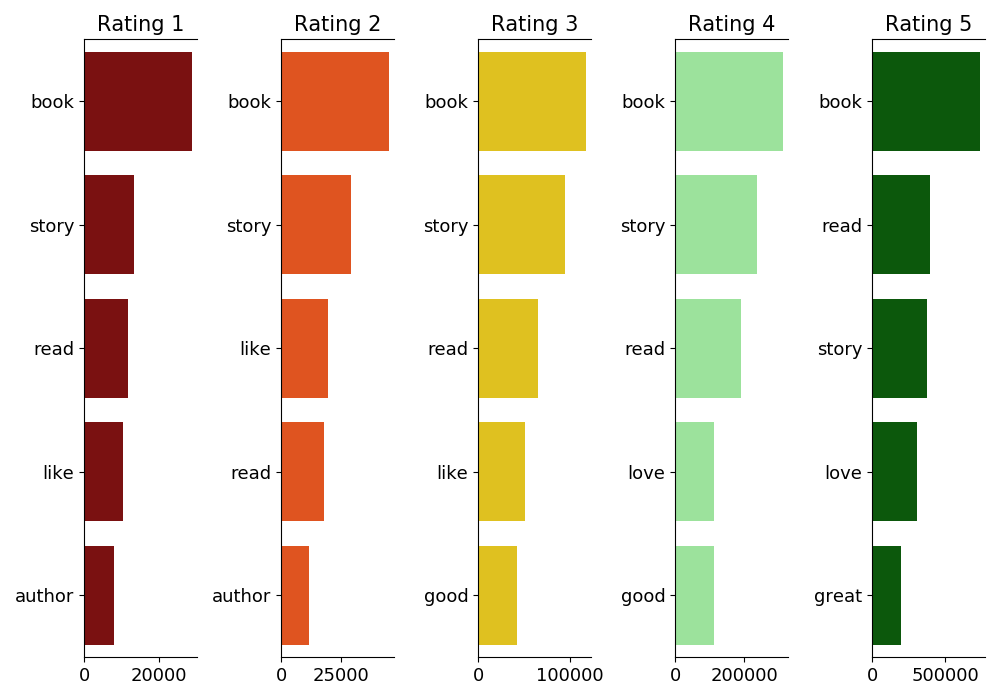 Rating 1
book
story
read
like
author
0 20000
Rating 2
book
story
like
read
author
0 25000
Rating 3
book
story
read
like
good
0 100000
Rating 4
book
story
read
love
good
0 200000
Rating 5
book
read
story
love
great
0 500000